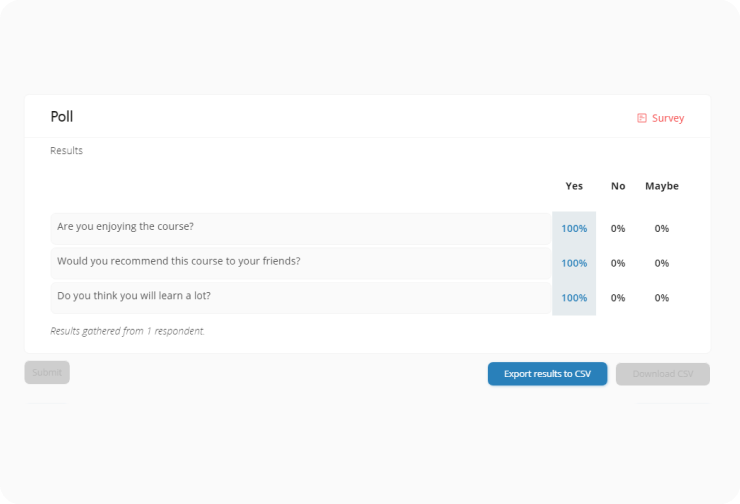 Poll
Survey
Results
Yes No Maybe
Are you enjoying the course? 100% 0% 0%
Would you recommend this course to your friends? 100% 0% 0%
Do you think you will learn a lot? 100% 0% 0%
Results gathered from 1 respondent.
Submit Export results to CSV Download CSV